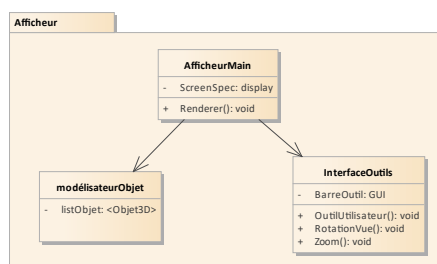 Afficheur
AfficheurMain
- ScreenSpec: display
+ Renderer(): void
modélisateurObjet
- listObjet: <Objet3D>
InterfaceOutils
- BarreOutil: GUI
+ OutilUtilisateur(): void
+ RotationVue(): void
+ Zoom(): void